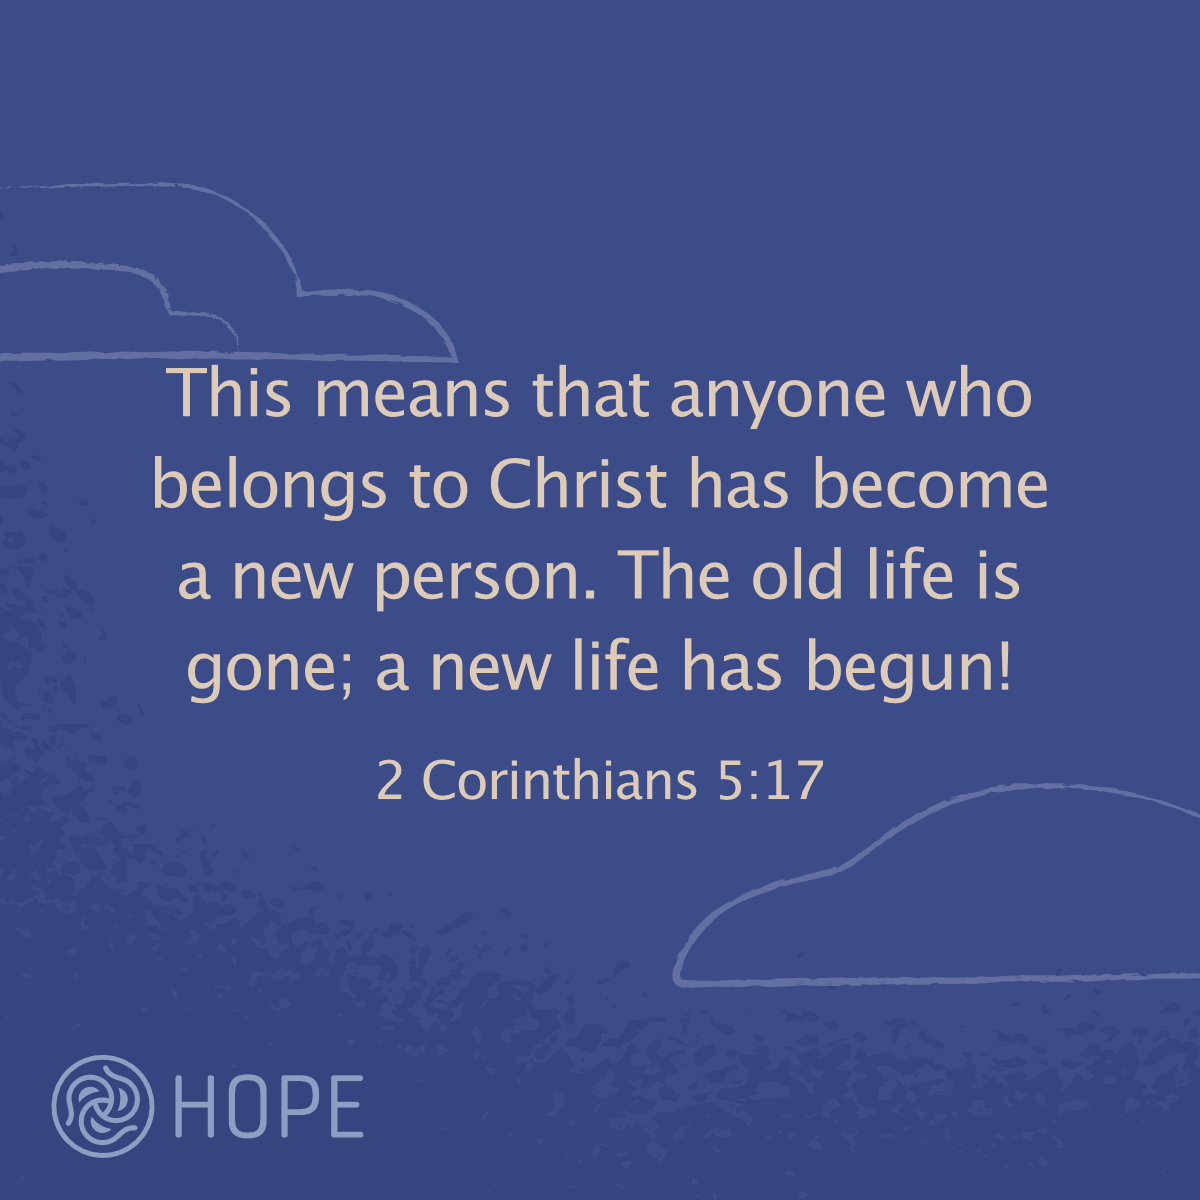 This means that anyone who
belongs to Christ has become
a new person. The old life is
gone; a new life has begun!
2 Corinthians 5:17
HOPE